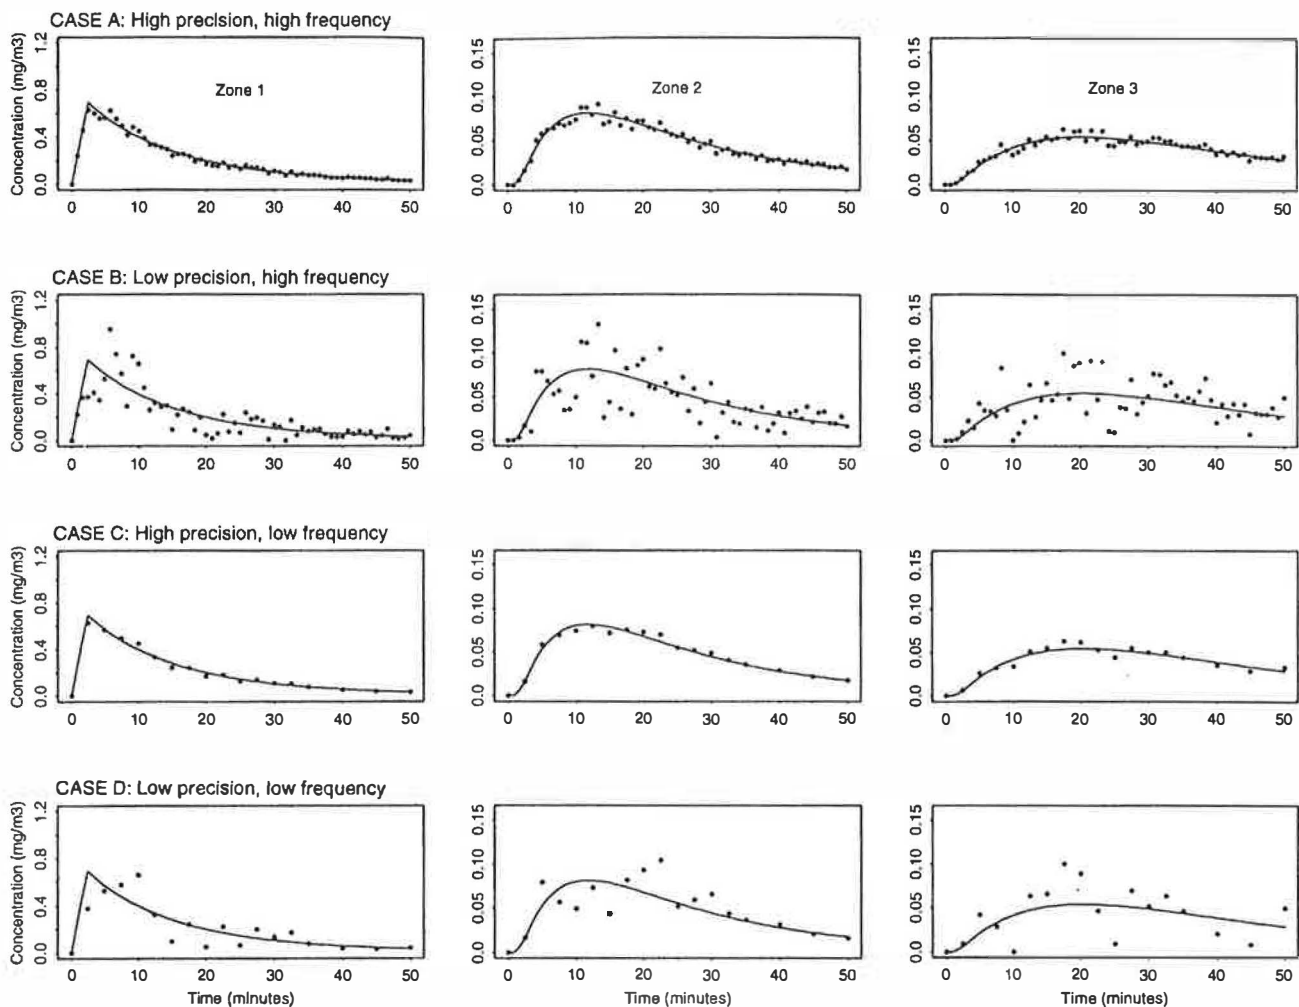 CASE A: High precision, high frequency
Concentration (mg/m3)
0.0 0.4 0.8 1.2
Zone 1
0 10 20 30 40 50
0.0 0.05 0.10 0.15
Zone 2
0 10 20 30 40 50
0.0 0.05 0.10 0.15
Zone 3
0 10 20 30 40 50
CASE B: Low precision, high frequency
Concentration (mg/m3)
0.0 0.4 0.8 1.2
0 10 20 30 40 50
0.0 0.05 0.10 0.15
0 10 20 30 40 50
0.0 0.05 0.10 0.15
0 10 20 30 40 50
CASE C: High precision, low frequency
Concentration (mg/m3)
0.0 0.4 0.8 1.2
0 10 20 30 40 50
0.0 0.05 0.10 0.15
0 10 20 30 40 50
0.0 0.05 0.10 0.15
0 10 20 30 40 50
CASE D: Low precision, low frequency
Concentration (mg/m3)
0.0 0.4 0.8 1.2
0 10 20 30 40 50
Time (minutes)
0.0 0.05 0.10 0.15
0 10 20 30 40 50
Time (minutes)
0.0 0.05 0.10 0.15
0 10 20 30 40 50
Time (minutes)